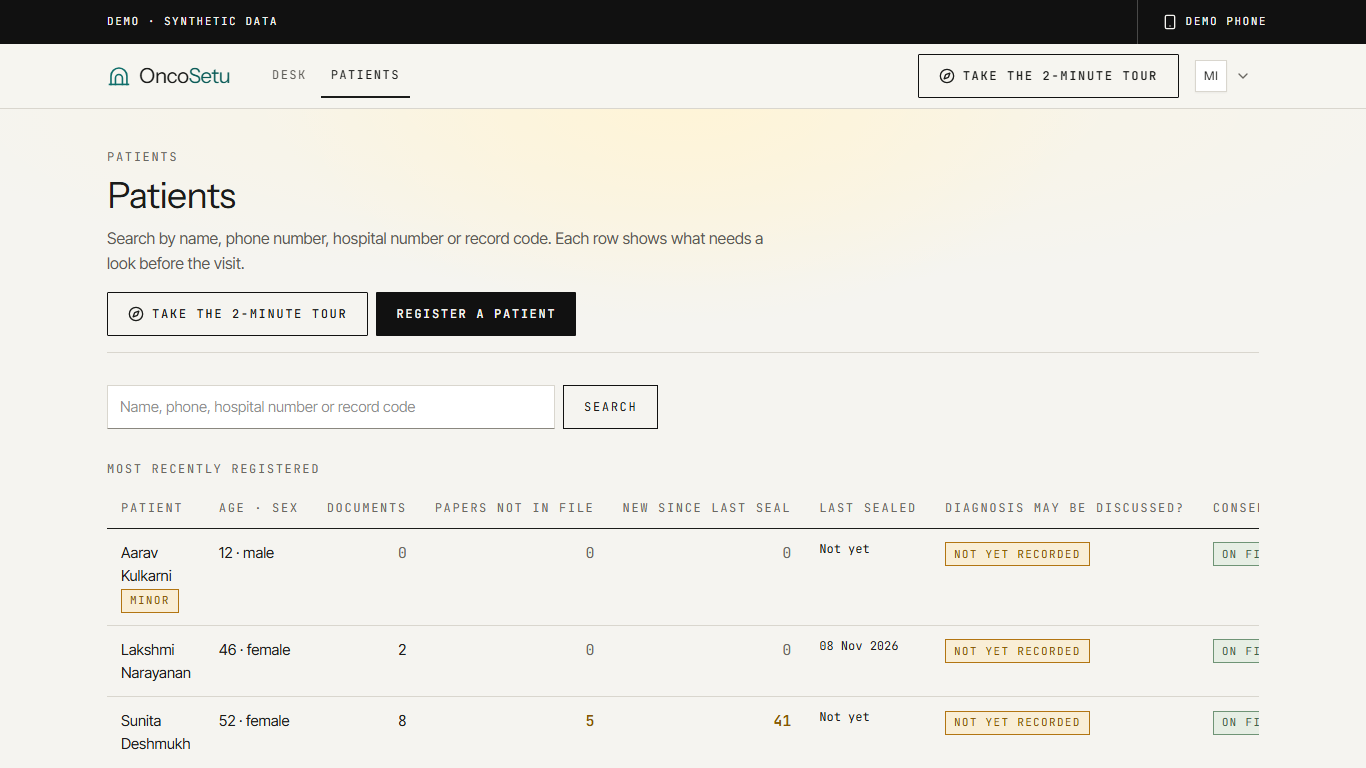 DEMO · SYNTHETIC DATA
DEMO PHONE
OncoSetu
DESK
PATIENTS
TAKE THE 2-MINUTE TOUR
MI
PATIENTS
Patients
Search by name, phone number, hospital number or record code. Each row shows what needs a
look before the visit.
TAKE THE 2-MINUTE TOUR
REGISTER A PATIENT
Name, phone, hospital number or record code
SEARCH
MOST RECENTLY REGISTERED
PATIENT AGE · SEX DOCUMENTS PAPERS NOT IN FILE NEW SINCE LAST SEAL LAST SEALED DIAGNOSIS MAY BE DISCUSSED?
Aarav 12 · male 0 0 0 Not yet NOT YET RECORDED ON
Kulkarni
MINOR
Lakshmi 46 · female 2 0 0 08 Nov 2026 NOT YET RECORDED ON
Narayanan
Sunita 52 · female 8 5 41 Not yet NOT YET RECORDED ON
Deshmukh